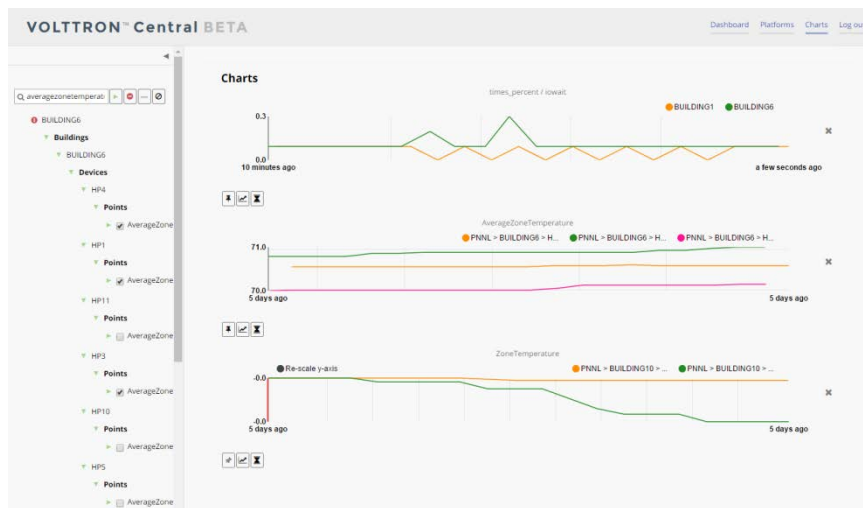 VOLTTRON™ Central BETA
Dashboard Platforms Charts Log ou
averagezonetemperat
BUILDING6
Buildings
BUILDING6
Devices
HP4
Points
AverageZone
HP1
Points
AverageZone
HP11
Points
AverageZone
HP3
Points
AverageZone
HP10
Points
AverageZone
HP5
Points
AverageZone
Charts
times_percent / iowait
BUILDING1 BUILDING6
0.3
0.0
10 minutes ago a few seconds ago
AverageZoneTemperature
PNNL > BUILDING6 > H... PNNL > BUILDING6 > H... PNNL > BUILDING6 > H...
71.0
70.0
5 days ago 5 days ago
ZoneTemperature
Re-scale y-axis PNNL > BUILDING10 > ... PNNL > BUILDING10 > ...
-0.0
-0.0
5 days ago 5 days ago